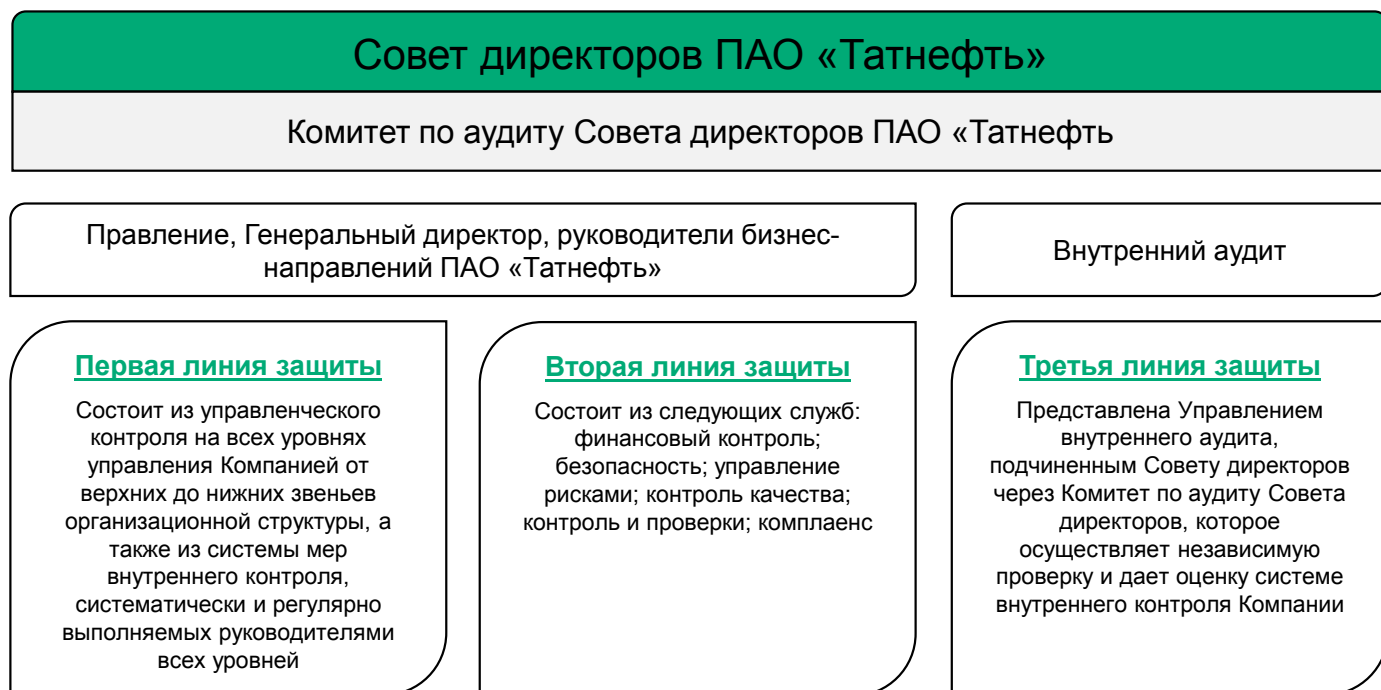 Совет директоров ПАО «Татнефть»
Комитет по аудиту Совета директоров ПАО «Татнефть
Правление, Генеральный директор, руководители бизнес-
направлений ПАО «Татнефть»
Внутренний аудит
Первая линия защиты
Состоит из управленческого
контроля на всех уровнях
управления Компанией от
верхних до нижних звеньев
организационной структуры, а
также из системы мер
внутреннего контроля,
систематически и регулярно
выполняемых руководителями
всех уровней
Вторая линия защиты
Состоит из следующих служб:
финансовый контроль;
безопасность; управление
рисками; контроль качества;
контроль и проверки; комплаенс
Третья линия защиты
Представлена Управлением
внутреннего аудита,
подчиненным Совету директоров
через Комитет по аудиту Совета
директоров, которое
осуществляет независимую
проверку и дает оценку системе
внутреннего контроля Компании